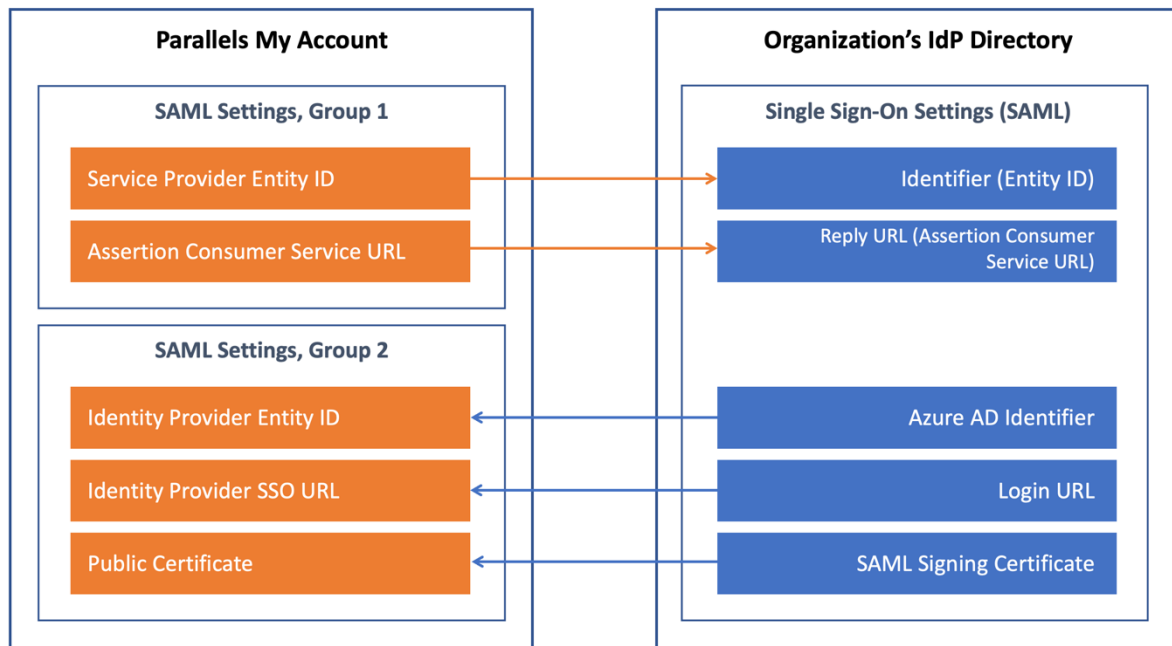 Parallels My Account
SAML Settings, Group 1
Service Provider Entity ID
Assertion Consumer Service URL
SAML Settings, Group 2
Identity Provider Entity ID
Identity Provider SSO URL
Public Certificate
Organization’s IdP Directory
Single Sign-On Settings (SAML)
Identifier (Entity ID)
Reply URL (Assertion Consumer
Service URL)
Azure AD Identifier
Login URL
SAML Signing Certificate